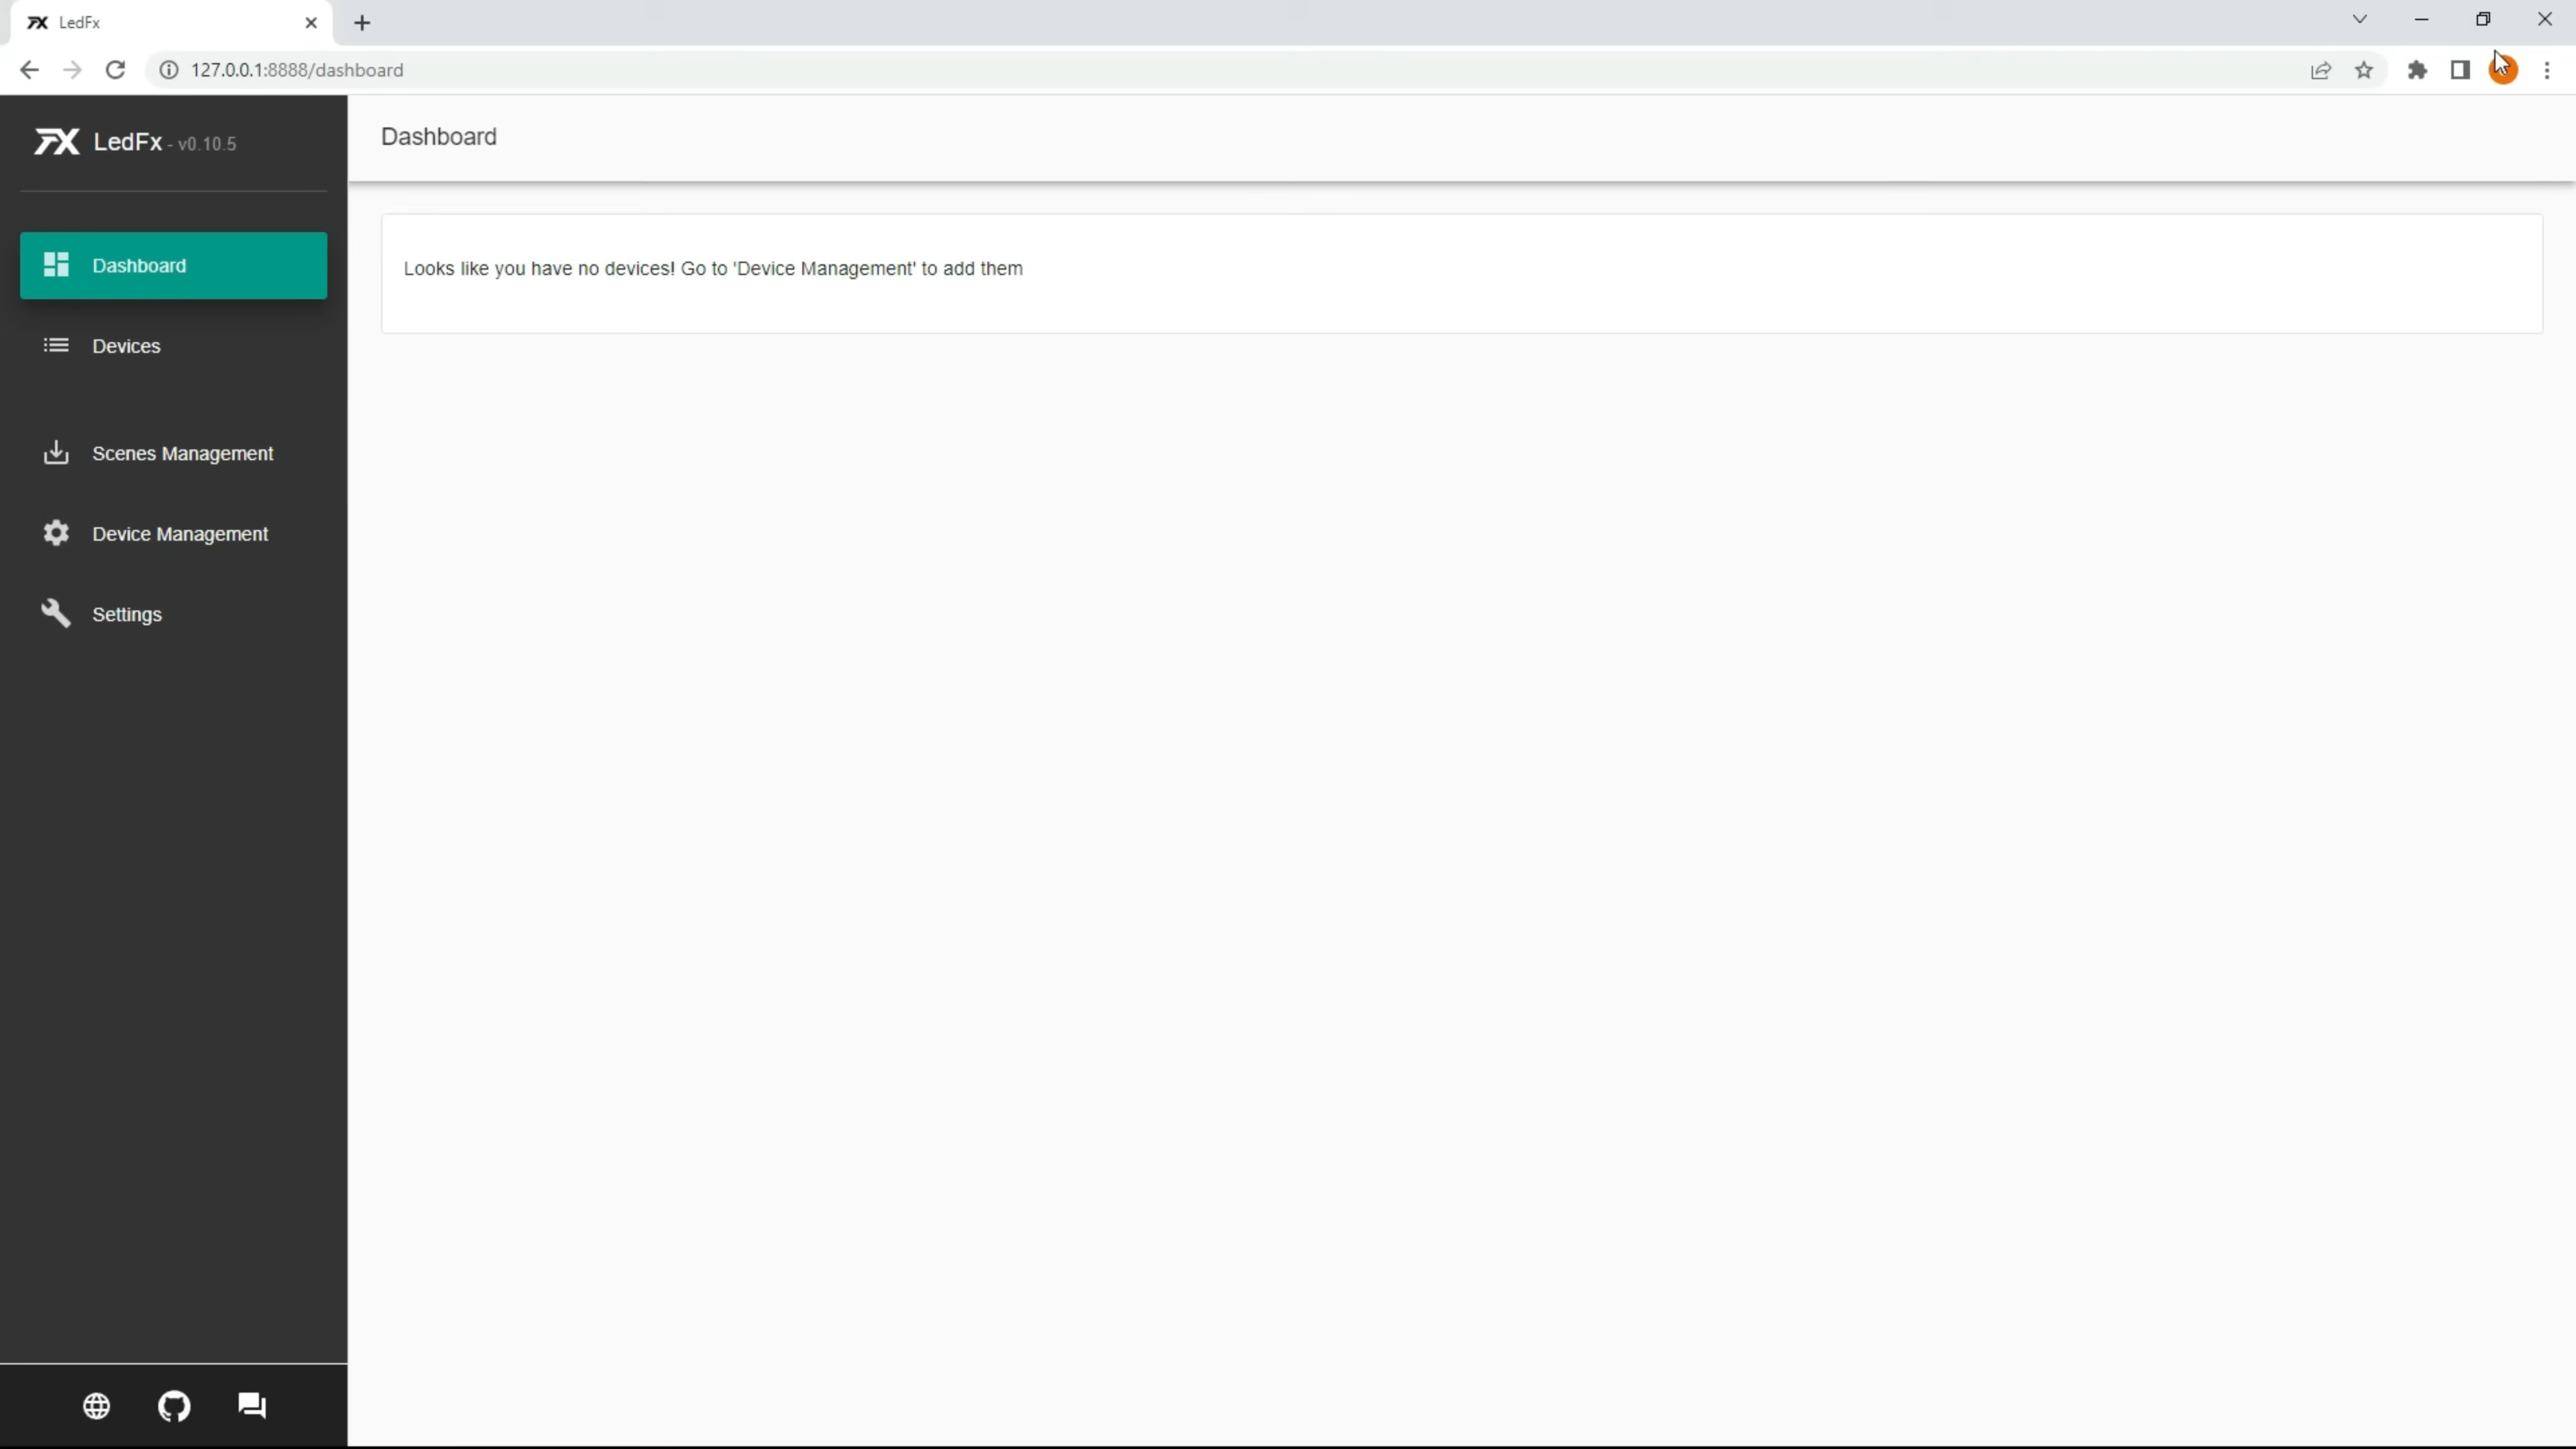 LedFx
127.0.0.1:8888/dashboard
FX LedFx - v0.10.5
Dashboard
Dashboard
Looks like you have no devices! Go to 'Device Management' to add them
Devices
Scenes Management
Device Management
Settings